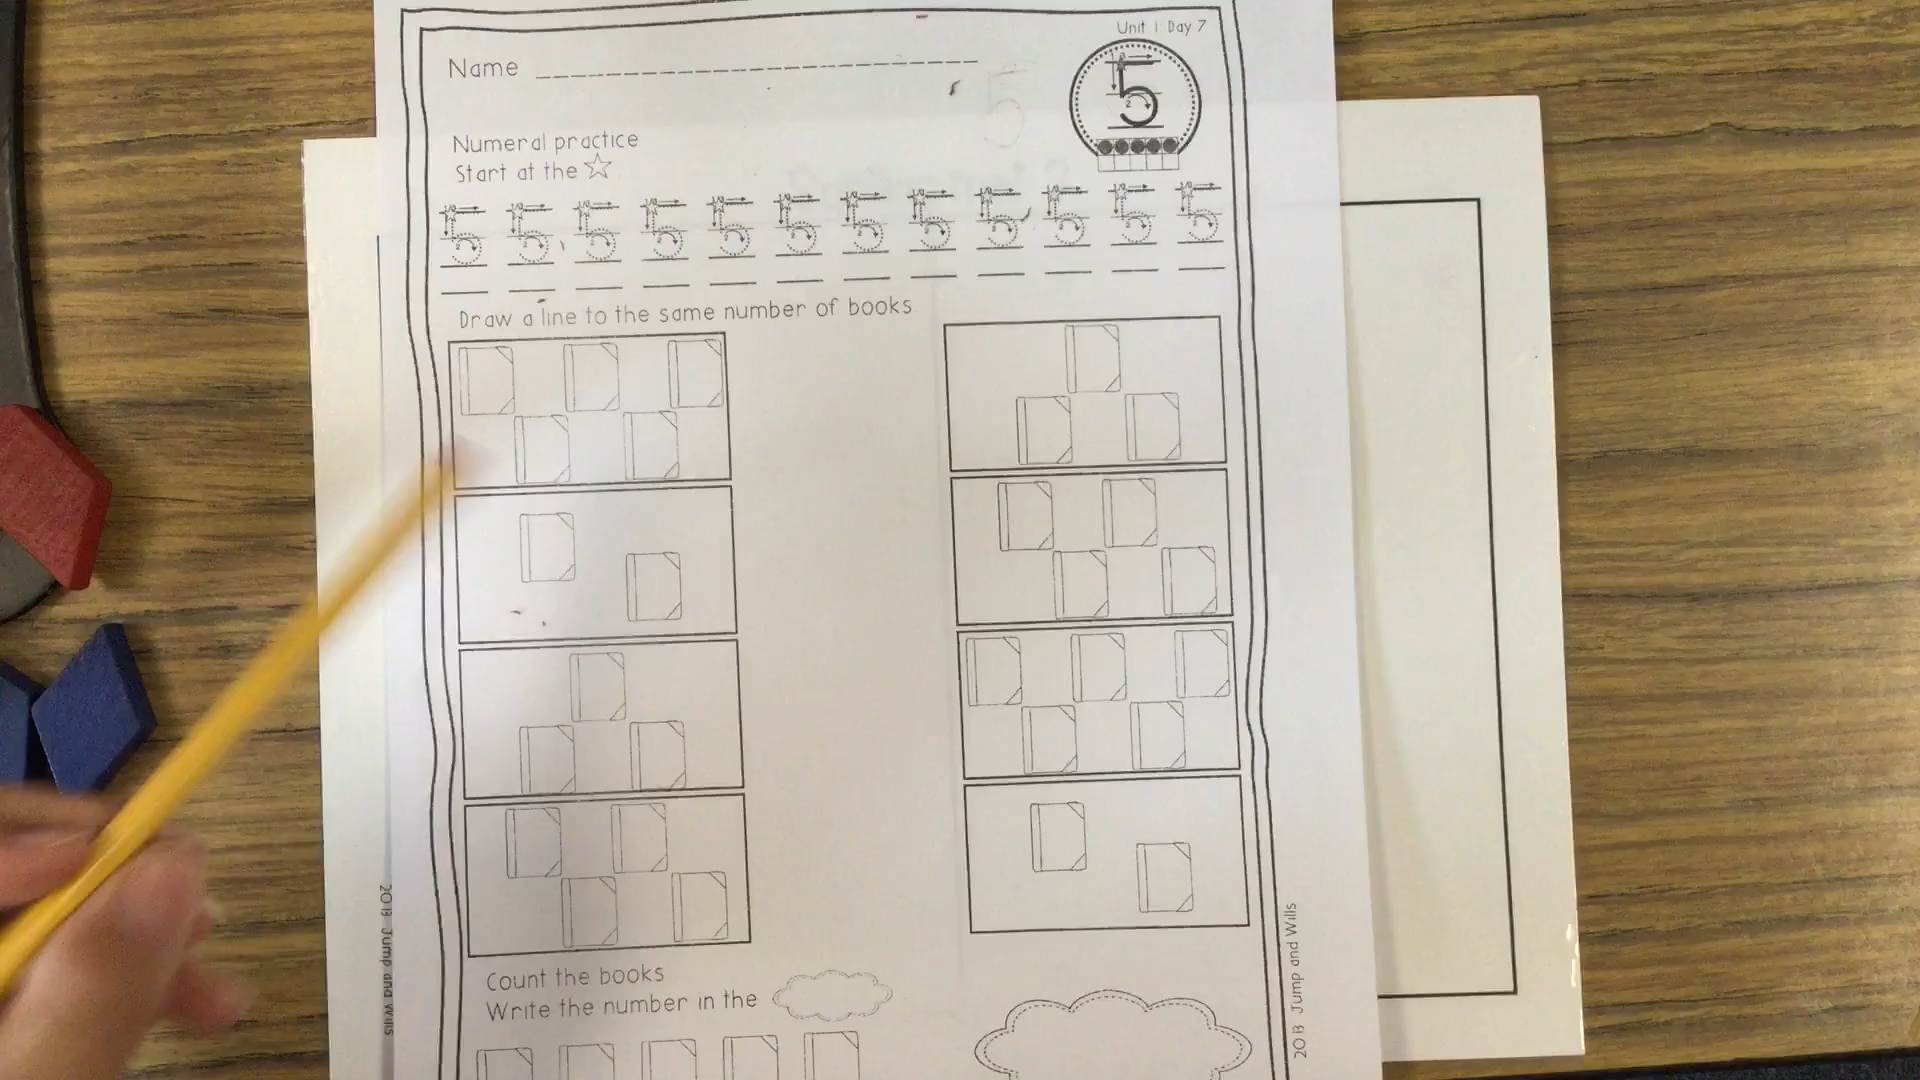 Unit 1 Day 7
Name
5
Numeral practice
Start at the ☆
5 5 5 5 5 5 5 5 5 5 5 5
Draw a line to the same number of books
Count the books
Write the number in the
2013 Jump and Wills
2013 Jump and Wills